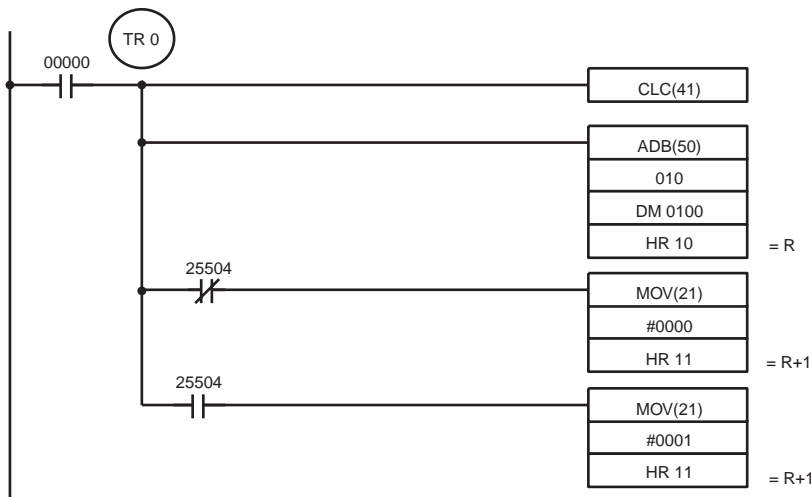 TR 0
00000
CLC(41)
ADB(50)
010
DM 0100
HR 10 = R
25504
MOV(21)
#0000
HR 11 = R+1
25504
MOV(21)
#0001
HR 11 = R+1